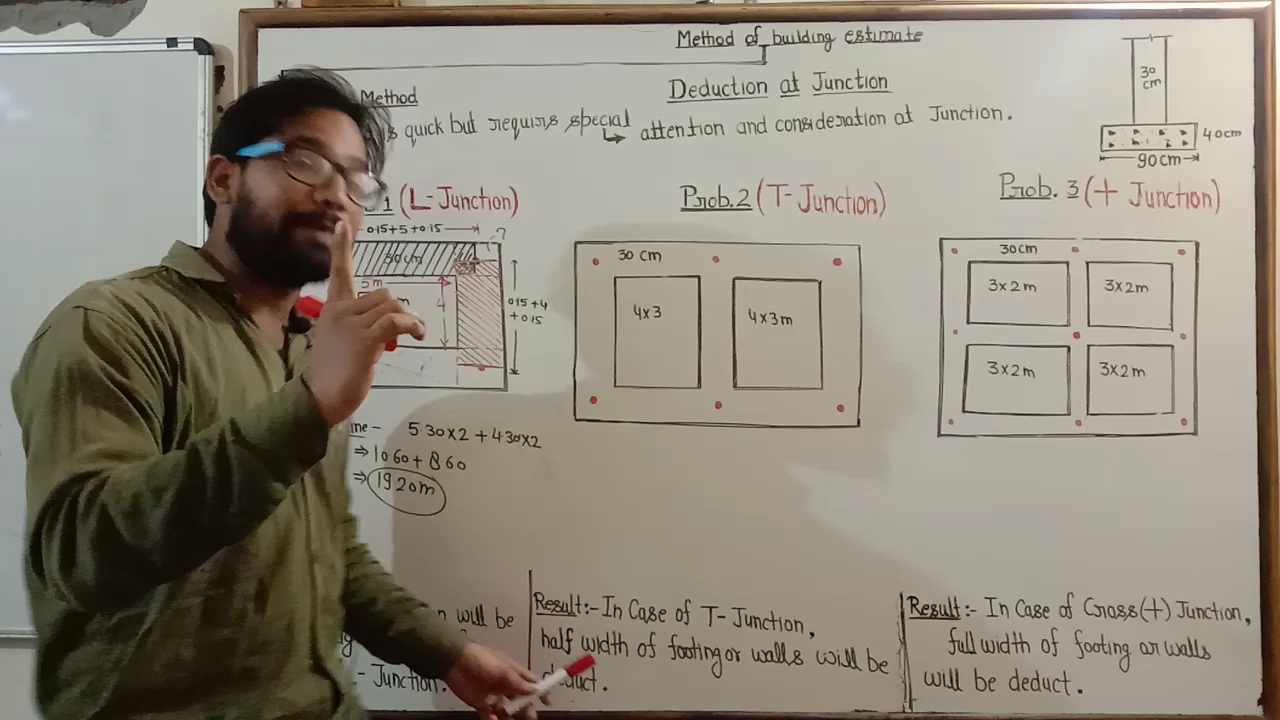 Method of building estimate
Method
Deduction at Junction
quick but requirs special ↳ attention and consideration at Junction.
30
cm
40cm
90cm
1 (L-Junction)
0.15+5+0.15
5m
4
0.15+4
+0.15
5.30x2 + 4.30x2
⇒ 10.60 + 8.60
⇒ 19.20m
will be
- Junction.
Prob.2 (T-Junction)
30 cm
4x3
4x3m
Result:- In Case of T-Junction,
half width of footing or walls will be
deduct.
Prob. 3 (+ Junction)
30cm
3x2m
3x2m
3x2m
3x2m
Result:- In Case of Cross(+) Junction,
full width of footing or walls
will be deduct.